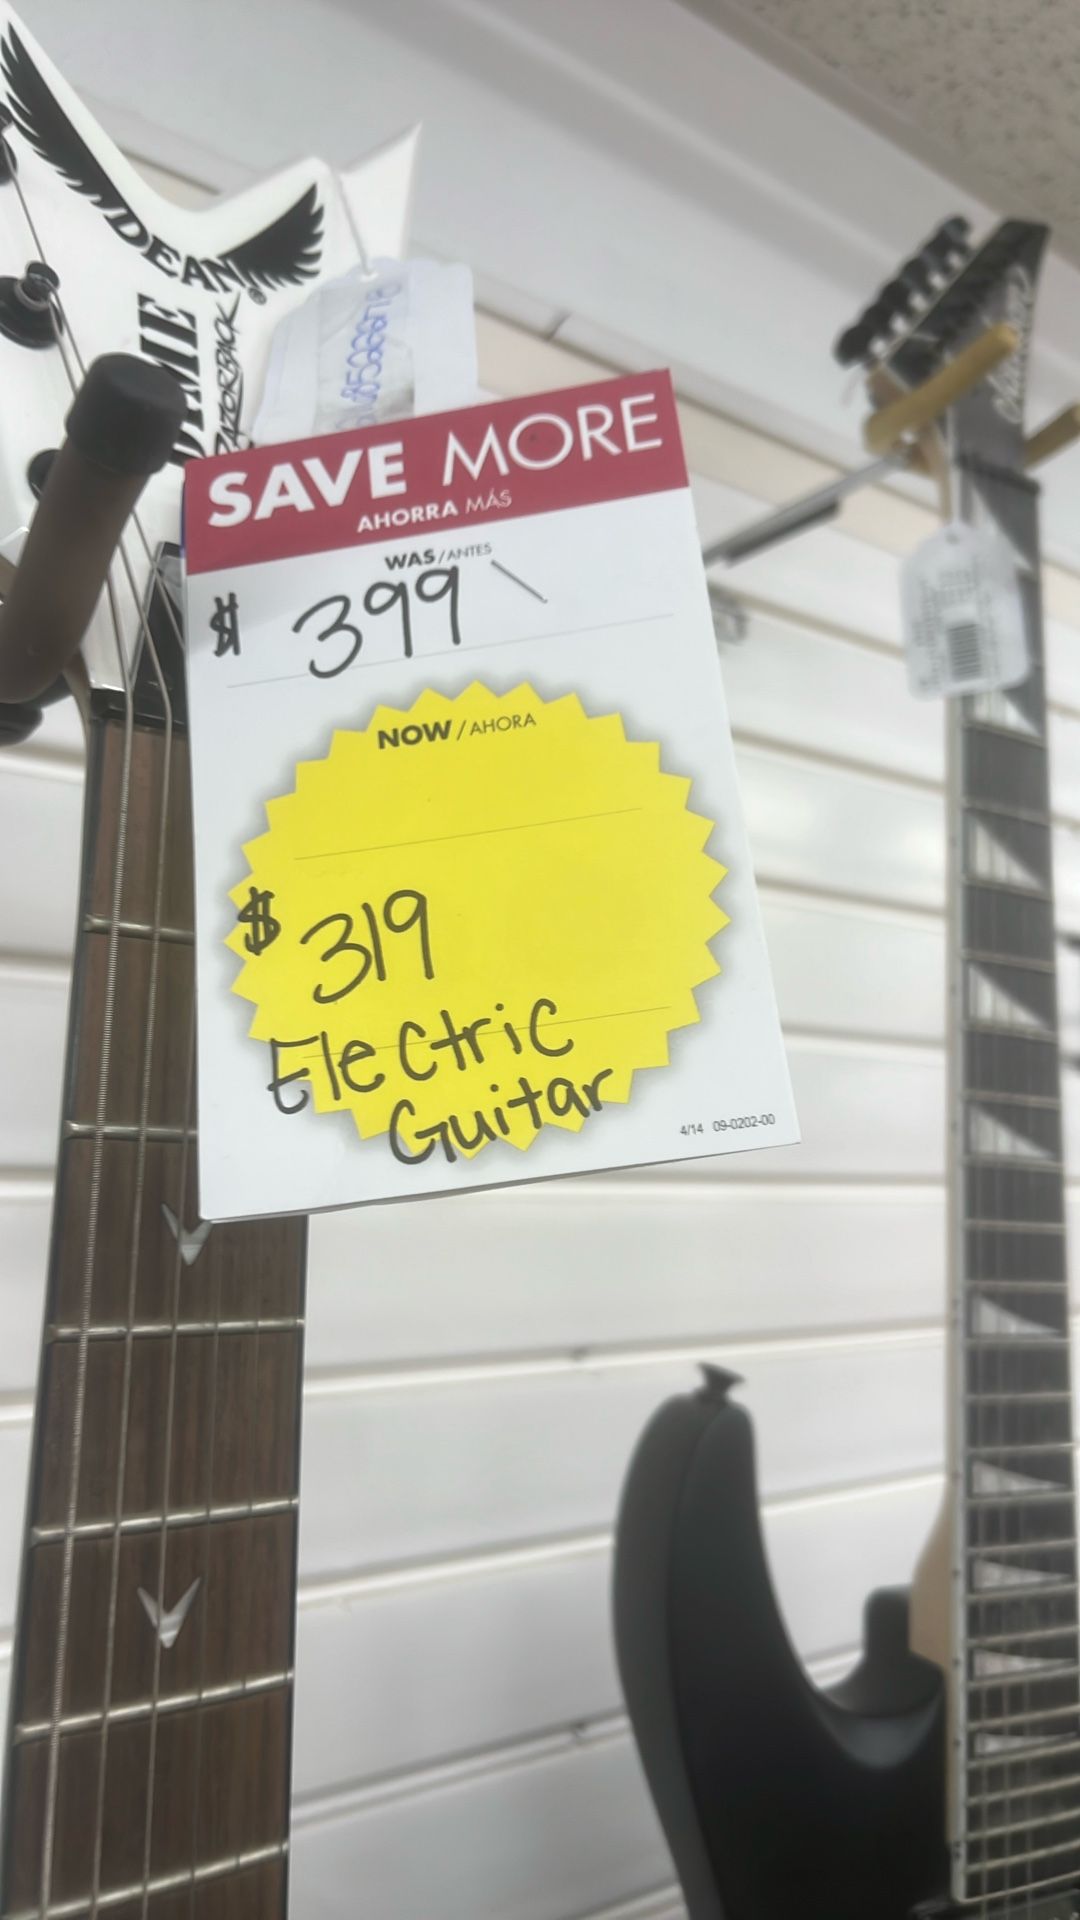 DEAN
®
DIME
RAZORBACK
SAVE MORE
AHORRA MÁS
WAS/ANTES
$ 399
NOW/AHORA
$ 319
Electric
Guitar
4/14 09-0202-00